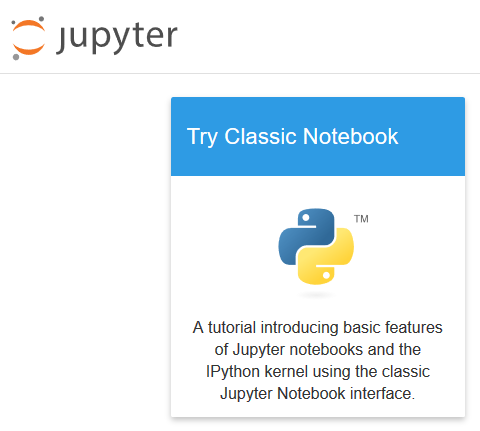 jupyter
Try Classic Notebook
TM
A tutorial introducing basic features
of Jupyter notebooks and the
IPython kernel using the classic
Jupyter Notebook interface.